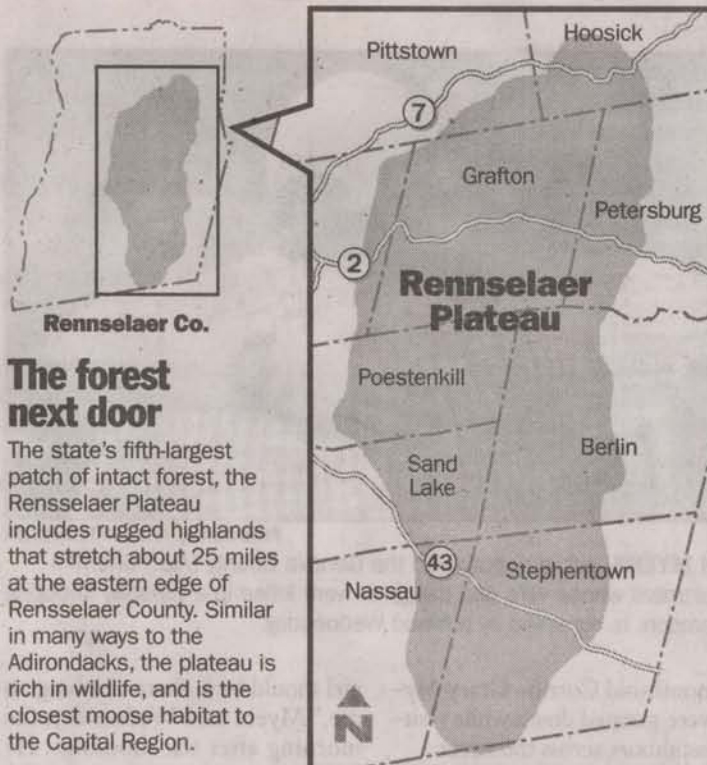 Hoosick
Pittstown
7
Grafton
Petersburg
2
Rennselaer
Plateau
Poestenkill
Berlin
Sand
Lake
43
Stephentown
Nassau
N
Rennselaer Co.
The forest
next door
The state's fifth-largest
patch of intact forest, the
Rensselaer Plateau
includes rugged highlands
that stretch about 25 miles
at the eastern edge of
Rensselaer County. Similar
in many ways to the
Adirondacks, the plateau is
rich in wildlife, and is the
closest moose habitat to
the Capital Region.